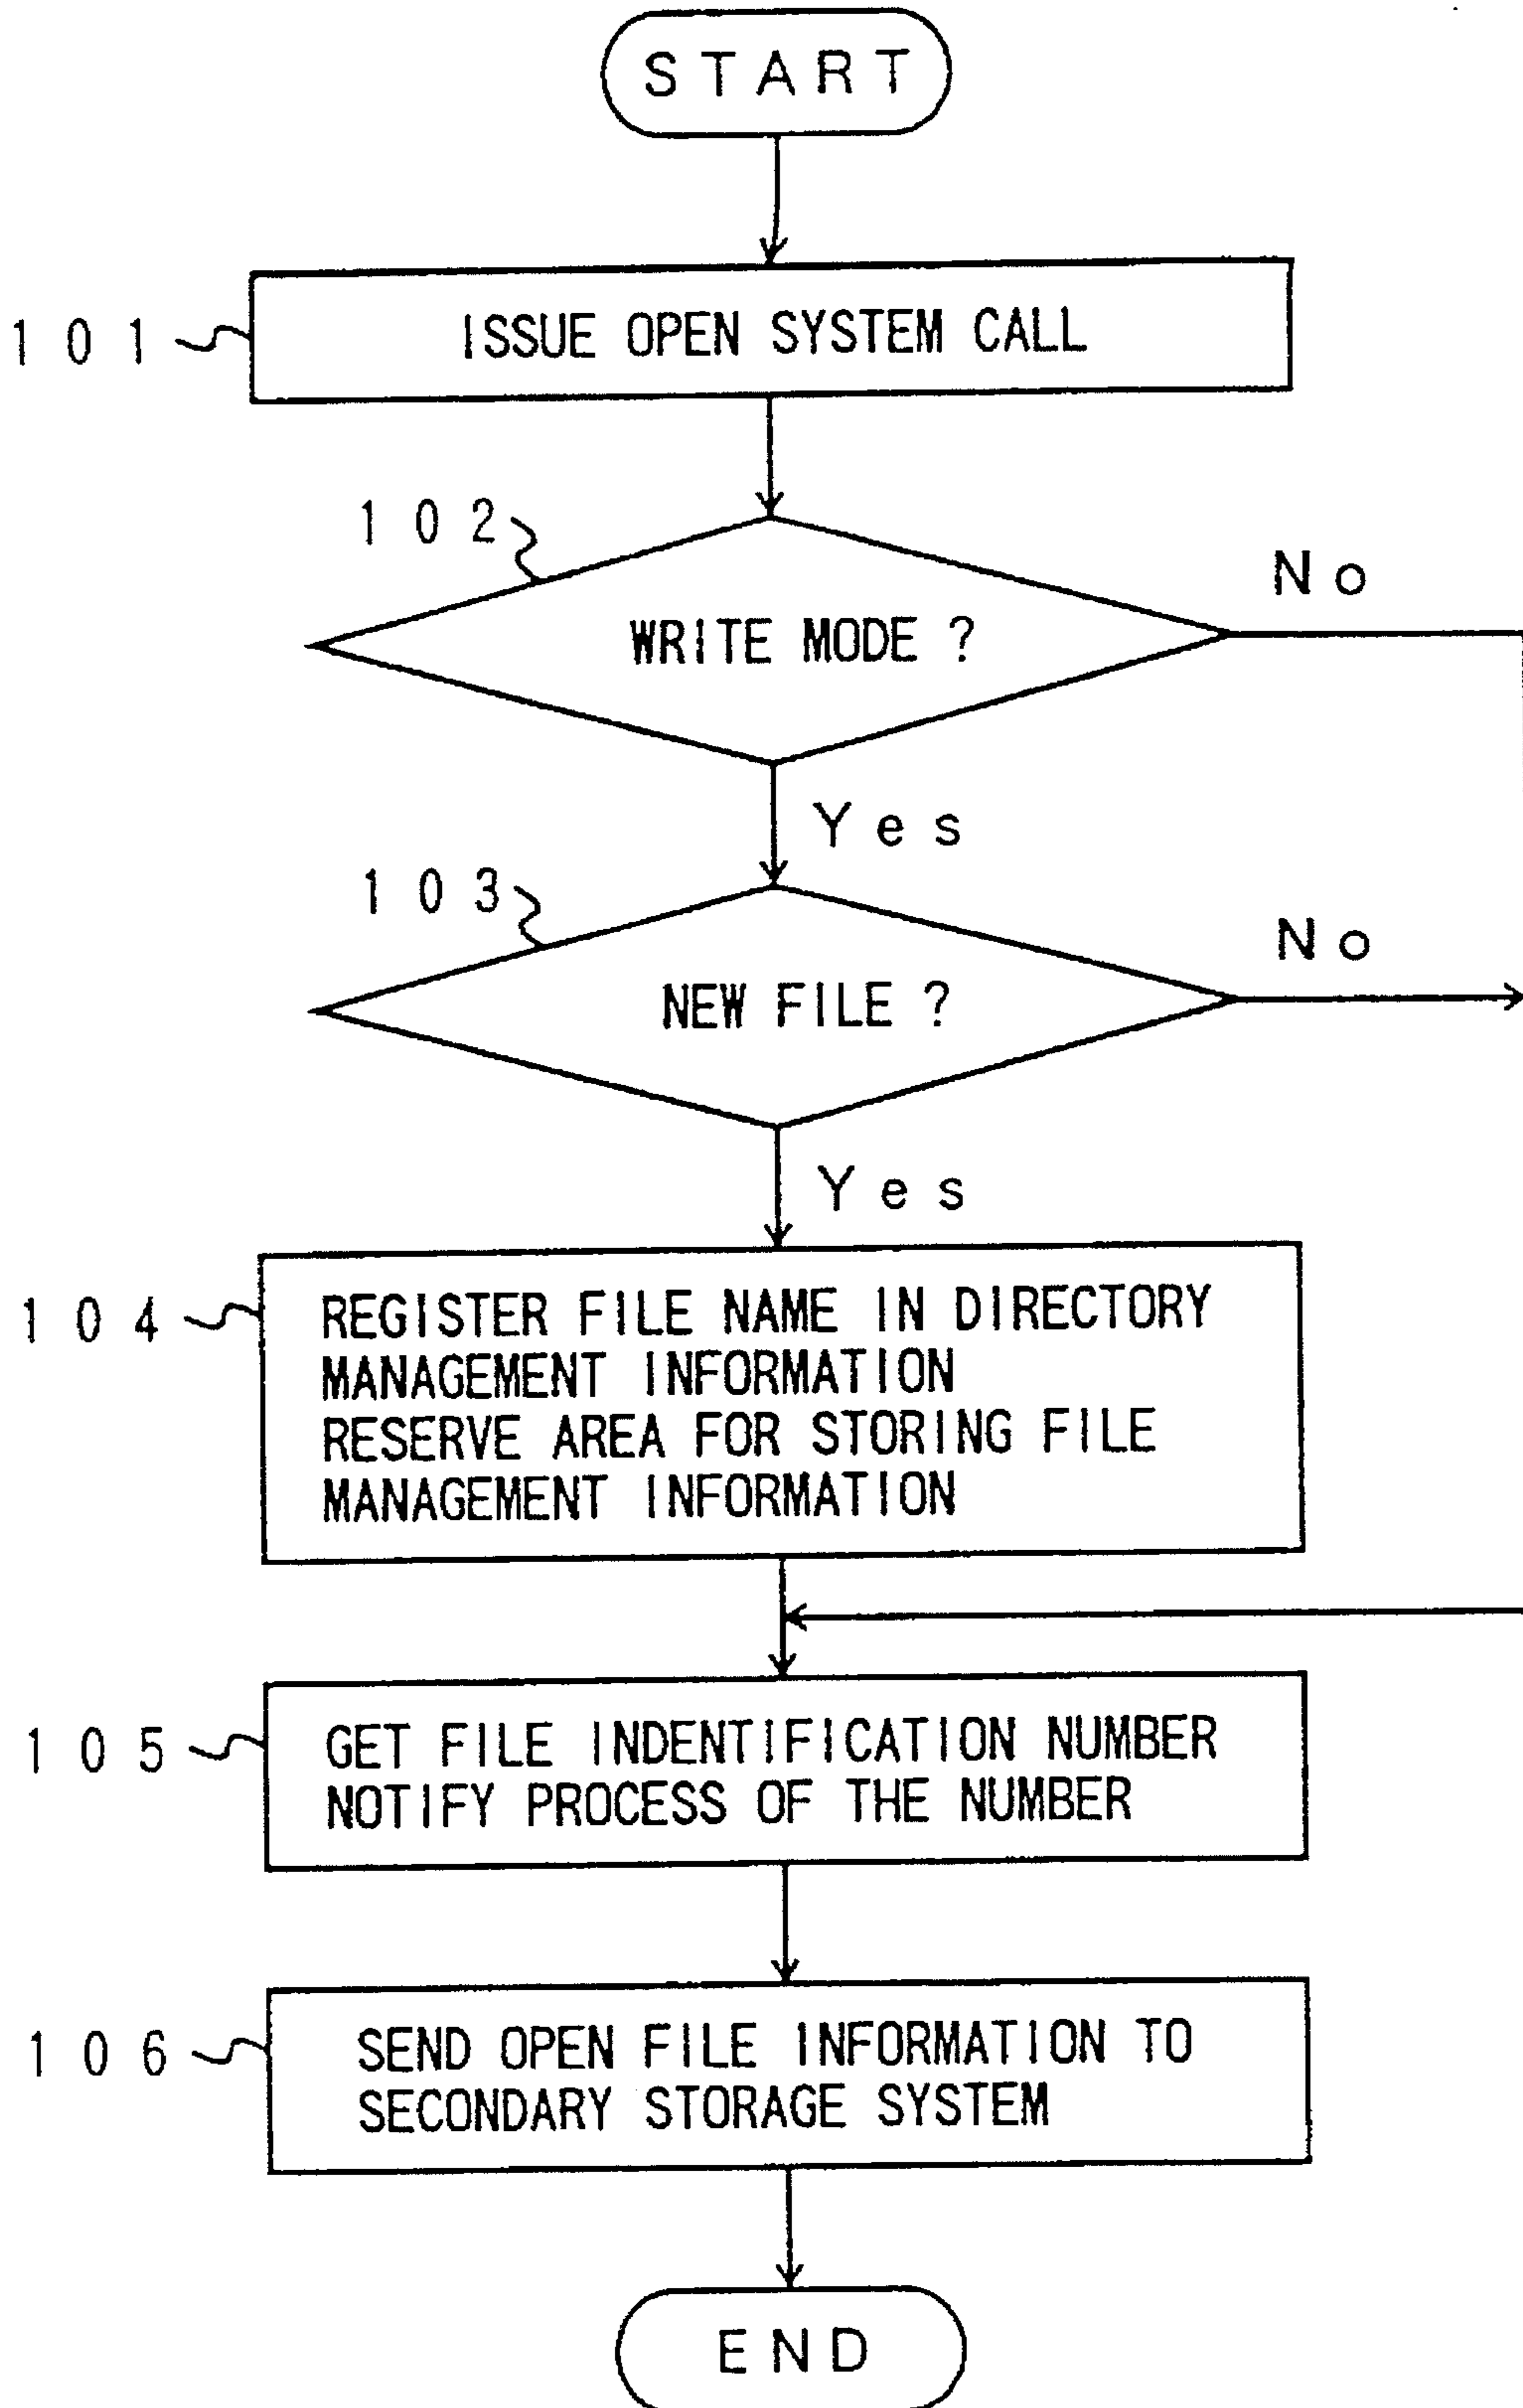 START
101
ISSUE OPEN SYSTEM CALL
102
No
WRITE MODE ?
Yes
103
No
NEW FILE ?
Yes
104
REGISTER FILE NAME IN DIRECTORY
MANAGEMENT INFORMATION
RESERVE AREA FOR STORING FILE
MANAGEMENT INFORMATION
105
GET FILE INDENTIFICATION NUMBER
NOTIFY PROCESS OF THE NUMBER
106
SEND OPEN FILE INFORMATION TO
SECONDARY STORAGE SYSTEM
END